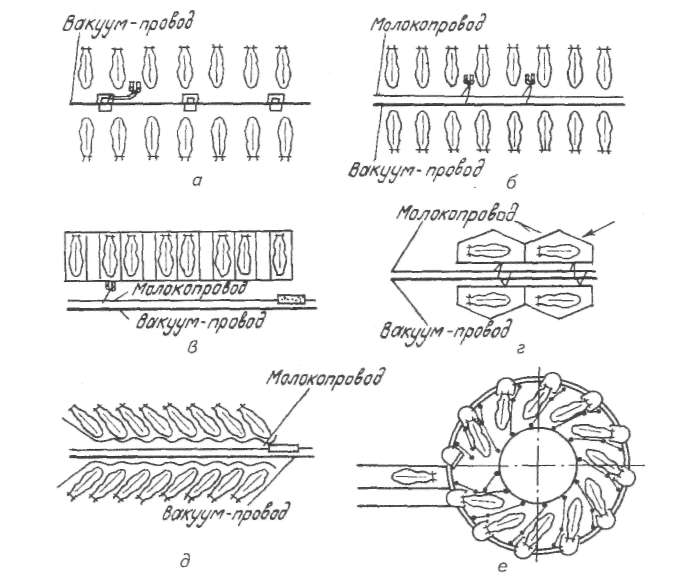 Вакуум-провод
а
Молокопровод
Вакуум-провод
б
Молокопровод
Вакуум-провод
в
Молокопровод
Вакуум-провод
г
Молокопровод
Вакуум-провод
д
е